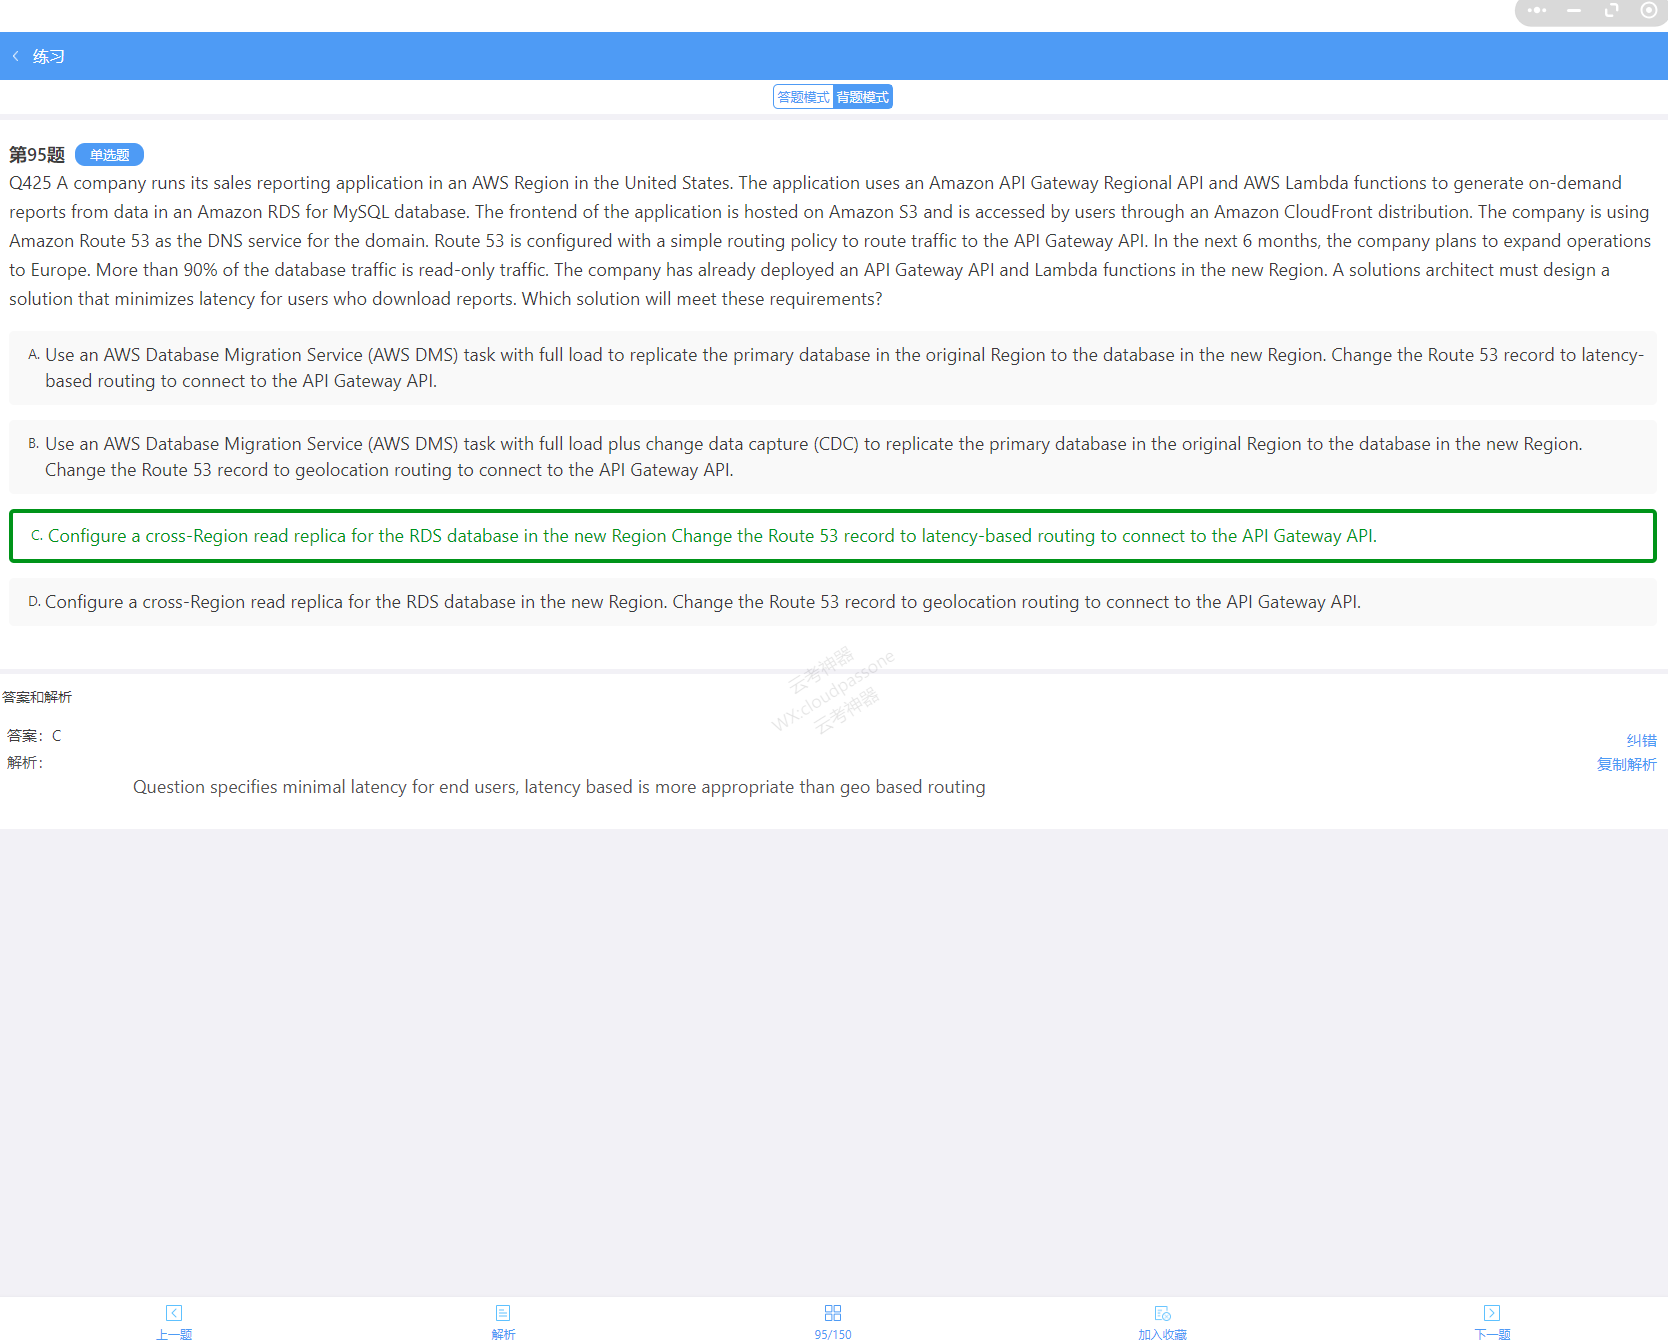 练习
答题模式 背题模式
第95题 单选题
Q425 A company runs its sales reporting application in an AWS Region in the United States. The application uses an Amazon API Gateway Regional API and AWS Lambda functions to generate on-demand
reports from data in an Amazon RDS for MySQL database. The frontend of the application is hosted on Amazon S3 and is accessed by users through an Amazon CloudFront distribution. The company is using
Amazon Route 53 as the DNS service for the domain. Route 53 is configured with a simple routing policy to route traffic to the API Gateway API. In the next 6 months, the company plans to expand operations
to Europe. More than 90% of the database traffic is read-only traffic. The company has already deployed an API Gateway API and Lambda functions in the new Region. A solutions architect must design a
solution that minimizes latency for users who download reports. Which solution will meet these requirements?
A. Use an AWS Database Migration Service (AWS DMS) task with full load to replicate the primary database in the original Region to the database in the new Region. Change the Route 53 record to latency-
based routing to connect to the API Gateway API.
B. Use an AWS Database Migration Service (AWS DMS) task with full load plus change data capture (CDC) to replicate the primary database in the original Region to the database in the new Region.
Change the Route 53 record to geolocation routing to connect to the API Gateway API.
C. Configure a cross-Region read replica for the RDS database in the new Region Change the Route 53 record to latency-based routing to connect to the API Gateway API.
D. Configure a cross-Region read replica for the RDS database in the new Region. Change the Route 53 record to geolocation routing to connect to the API Gateway API.
云考神器
WX:cloudpassone
云考神器
答案和解析
答案：C
纠错
解析：
复制解析
Question specifies minimal latency for end users, latency based is more appropriate than geo based routing
上一题 解析 95/150 加入收藏 下一题